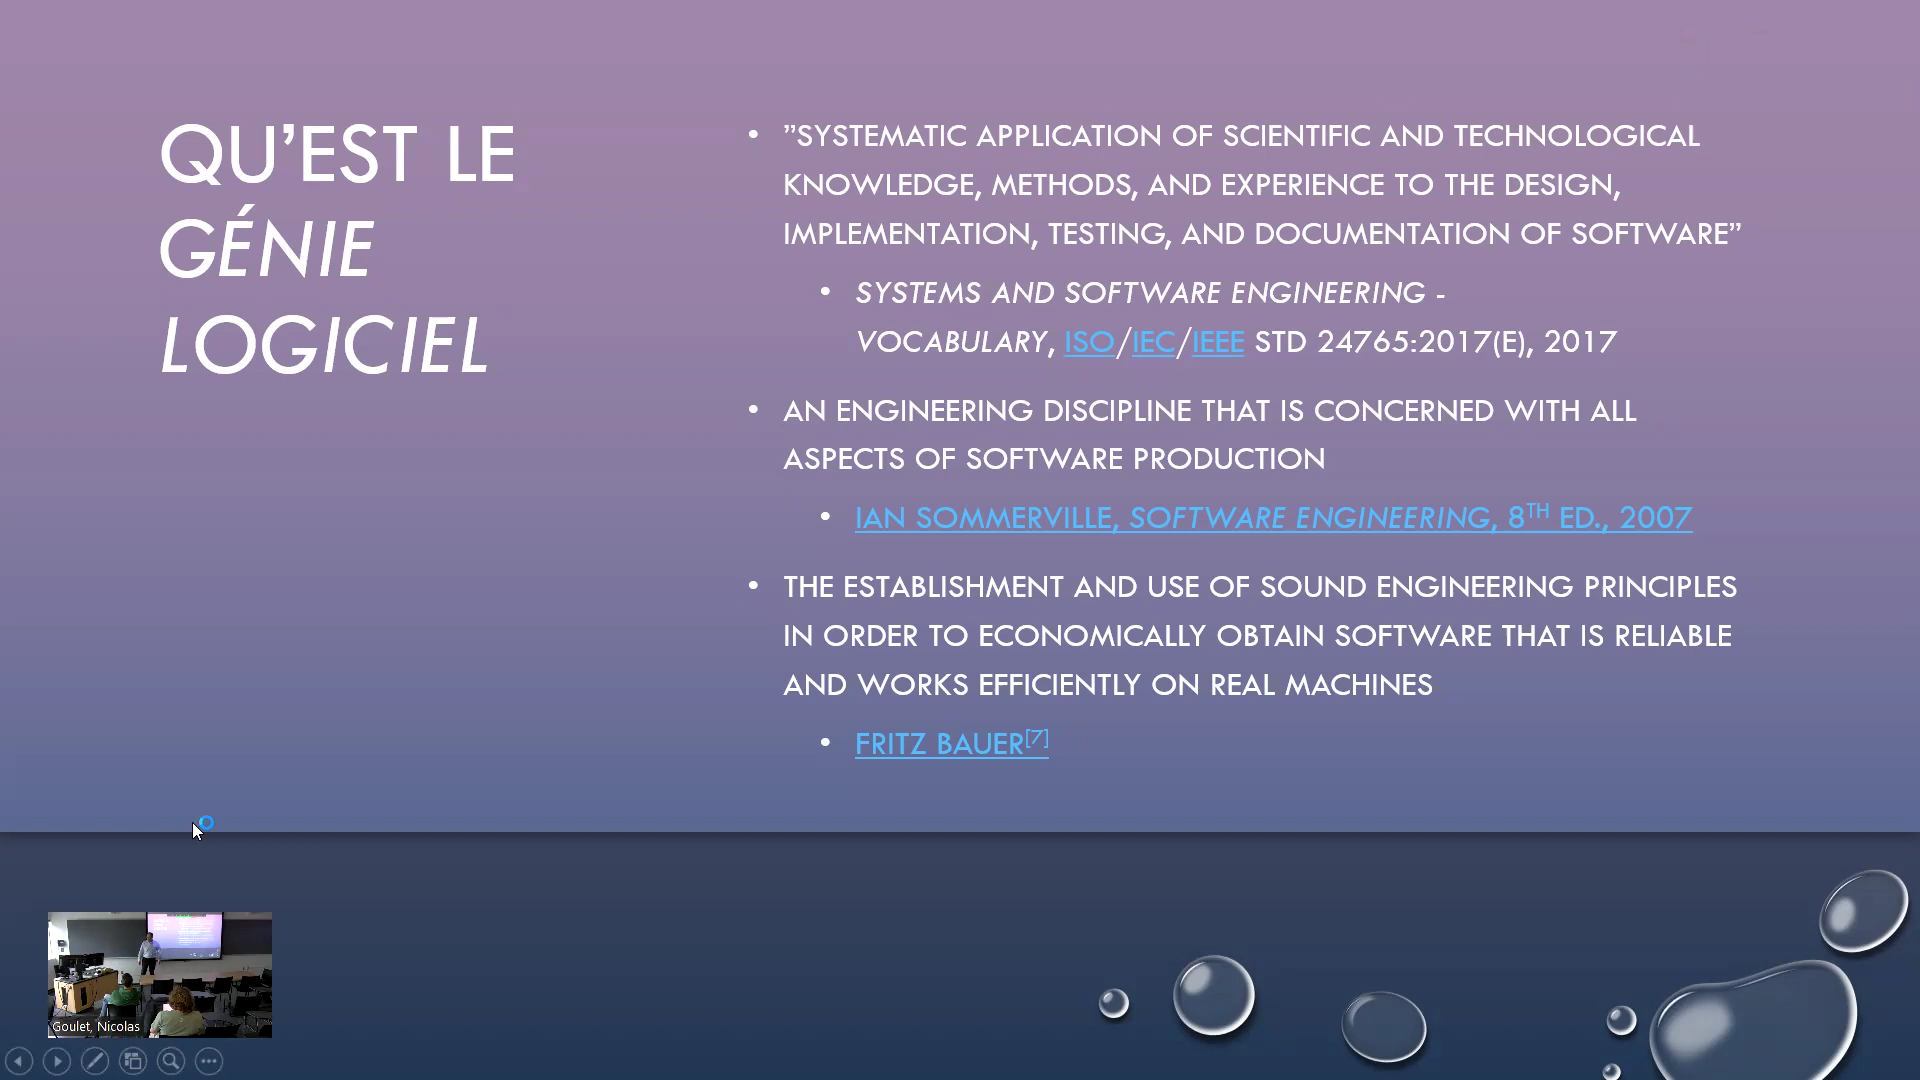 QU’EST LE
GÉNIE
LOGICIEL
• ”SYSTEMATIC APPLICATION OF SCIENTIFIC AND TECHNOLOGICAL
KNOWLEDGE, METHODS, AND EXPERIENCE TO THE DESIGN,
IMPLEMENTATION, TESTING, AND DOCUMENTATION OF SOFTWARE”
• SYSTEMS AND SOFTWARE ENGINEERING -
VOCABULARY, ISO/IEC/IEEE STD 24765:2017(E), 2017
• AN ENGINEERING DISCIPLINE THAT IS CONCERNED WITH ALL
ASPECTS OF SOFTWARE PRODUCTION
• IAN SOMMERVILLE, SOFTWARE ENGINEERING, 8TH ED., 2007
• THE ESTABLISHMENT AND USE OF SOUND ENGINEERING PRINCIPLES
IN ORDER TO ECONOMICALLY OBTAIN SOFTWARE THAT IS RELIABLE
AND WORKS EFFICIENTLY ON REAL MACHINES
• FRITZ BAUER[7]
Goulet, Nicolas